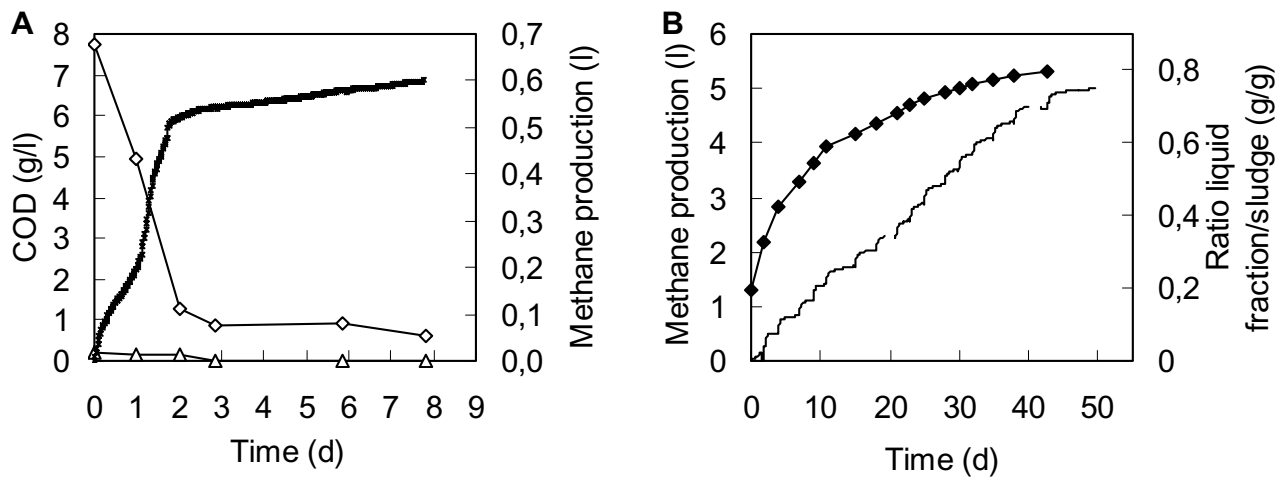 A
COD (g/l)
8
7
6
5
4
3
2
1
0
0 1 2 3 4 5 6 7 8 9
Time (d)
0,7
0,6
0,5
0,4
0,3
0,2
0,1
0,0
Methane production (l)
B
Methane production (l)
6
5
4
3
2
1
0
0 10 20 30 40 50
Time (d)
0,8
0,6
0,4
0,2
0
Ratio liquid
fraction/sludge (g/g)